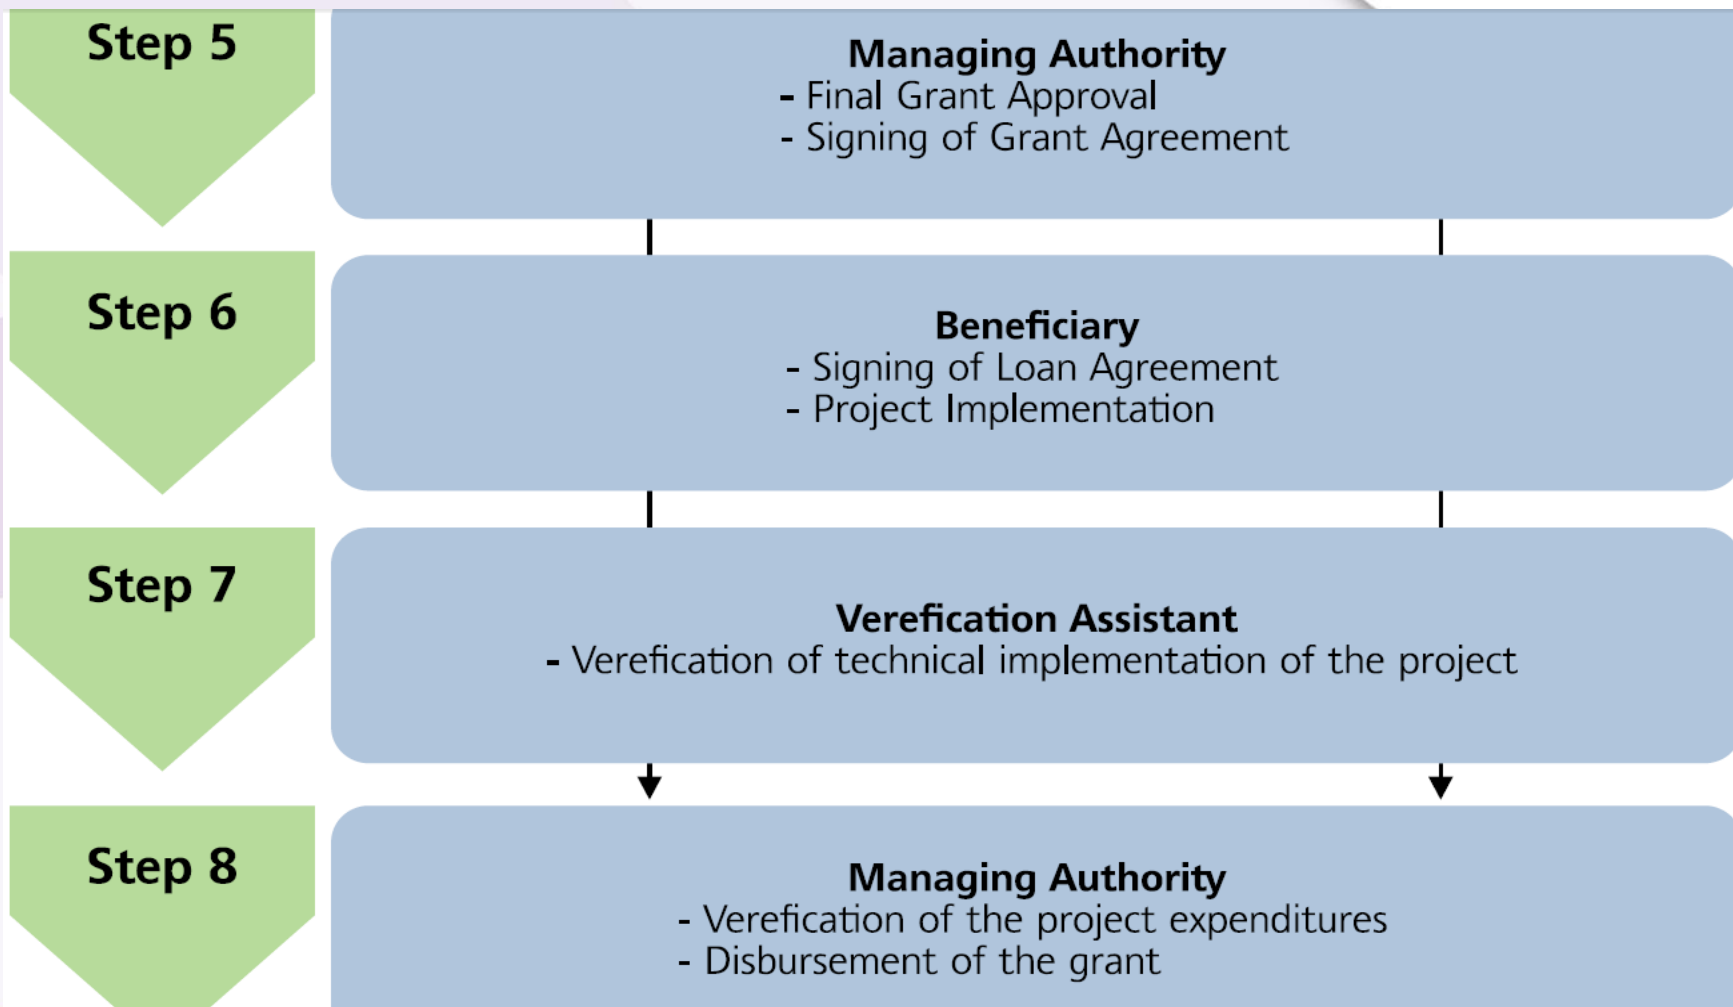 Step 5
Managing Authority
- Final Grant Approval
- Signing of Grant Agreement
Step 6
Beneficiary
- Signing of Loan Agreement
- Project Implementation
Step 7
Verefication Assistant
- Verefication of technical implementation of the project
Step 8
Managing Authority
- Verefication of the project expenditures
- Disbursement of the grant